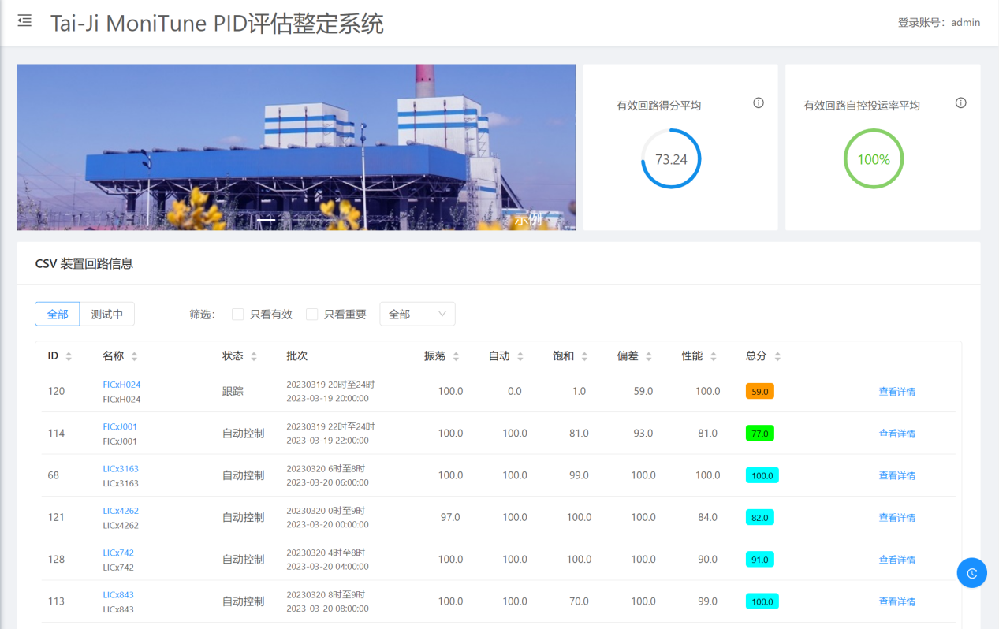 Tai-Ji MoniTune PID评估整定系统
登录账号：admin
示例
有效回路得分平均
73.24
有效回路自控投运率平均
100%
CSV 装置回路信息
全部 测试中 筛选： 只看有效 只看重要 全部
ID 名称 状态 批次 振荡 自动 饱和 偏差 性能 总分
120 FICxH024 跟踪 20230319 20时至24时 100.0 0.0 1.0 59.0 100.0 59.0 查看详情
FICxH024 2023-03-19 20:00:00
114 FICxJ001 自动控制 20230319 22时至24时 100.0 100.0 81.0 93.0 81.0 77.0 查看详情
FICxJ001 2023-03-19 22:00:00
68 LICx3163 自动控制 20230320 6时至8时 100.0 100.0 99.0 100.0 100.0 100.0 查看详情
LICx3163 2023-03-20 06:00:00
121 LICx4262 自动控制 20230320 0时至9时 97.0 100.0 100.0 100.0 84.0 82.0 查看详情
LICx4262 2023-03-20 00:00:00
128 LICx742 自动控制 20230320 4时至8时 100.0 100.0 100.0 100.0 90.0 91.0 查看详情
LICx742 2023-03-20 04:00:00
113 LICx843 自动控制 20230320 8时至9时 100.0 100.0 70.0 100.0 99.0 100.0 查看详情
LICx843 2023-03-20 08:00:00